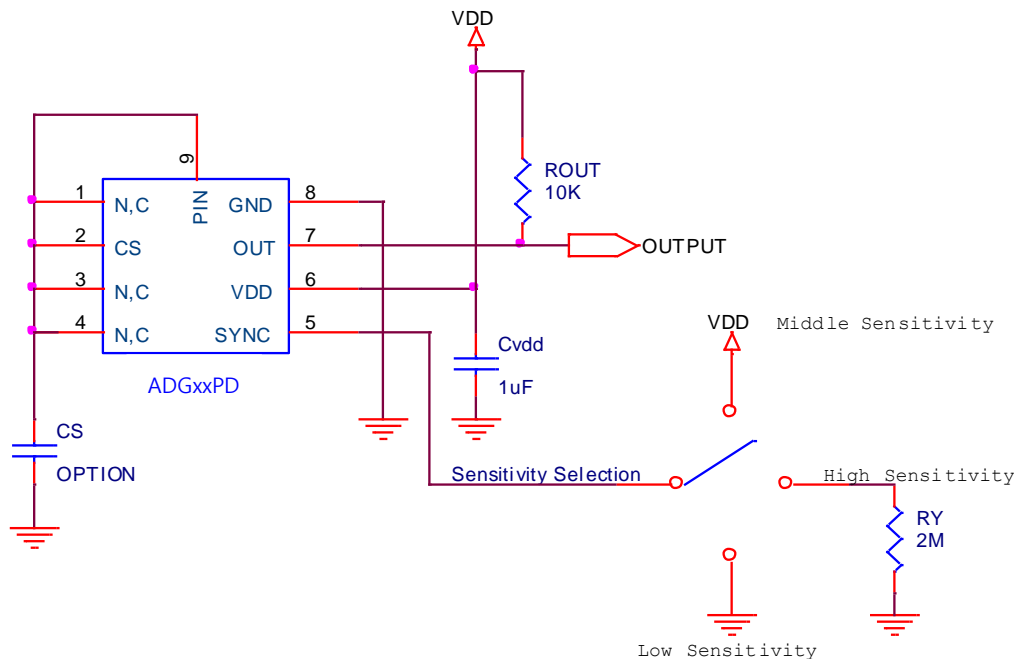 VDD
9
ROUT
10K
1
N,C
PIN
GND
8
2
CS
OUT
7
OUTPUT
3
N,C
VDD
6
4
N,C
SYNC
5
VDD
Middle Sensitivity
Cvdd
1uF
ADGxxPD
CS
OPTION
Sensitivity Selection
High Sensitivity
RY
2M
Low Sensitivity